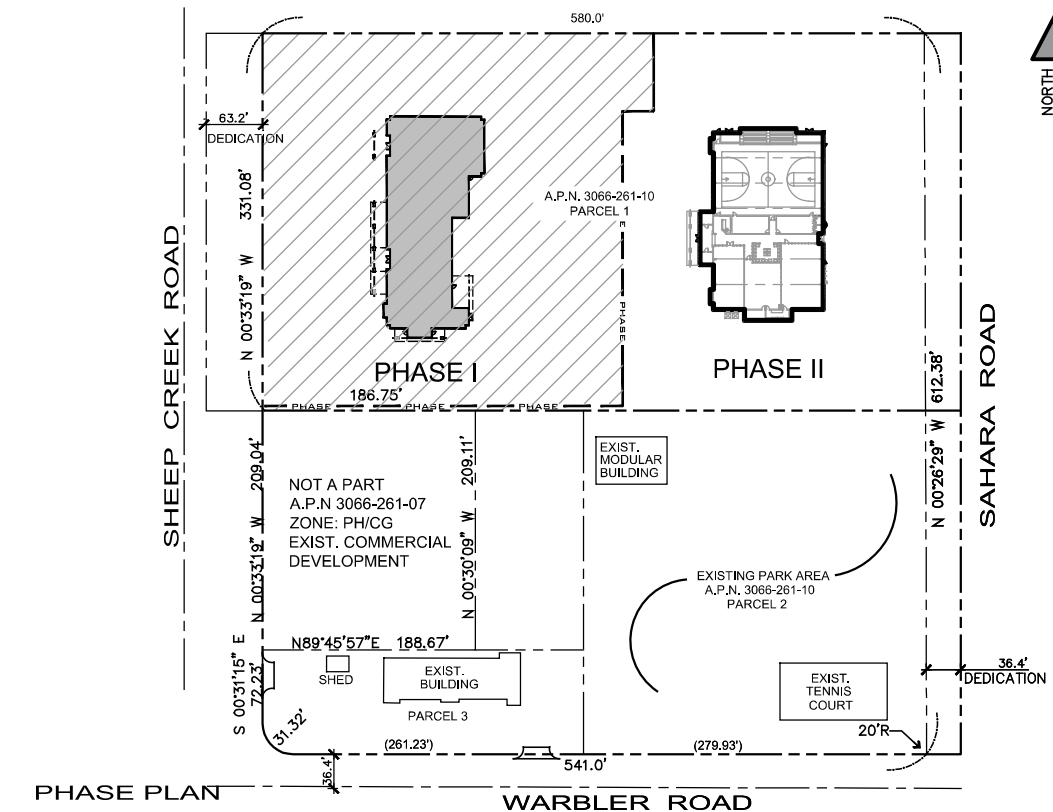 580.0'
NORTH
63.2'
DEDICATION
N 00°33'19" W 331.08'
A.P.N. 3066-261-10
PARCEL 1
PHASE
SHEEP CREEK ROAD
PHASE I
PHASE II
186.75'
PHASE PHASE PHASE
SAHARA ROAD
N 00°26'29" W 612.38'
N 00°33'19" W 209.04'
N 00°30'09" W 209.11'
NOT A PART
A.P.N 3066-261-07
ZONE: PH/CG
EXIST. COMMERCIAL
DEVELOPMENT
EXIST.
MODULAR
BUILDING
EXISTING PARK AREA
A.P.N. 3066-261-10
PARCEL 2
N89°45'57"E 188.67'
S 00°31'15" E
72.23'
SHED
EXIST.
BUILDING
PARCEL 3
31.32'
EXIST.
TENNIS
COURT
36.4'
DEDICATION
20'R
(261.23')
(279.93')
541.0'
36.4'
PHASE PLAN
WARBLER ROAD